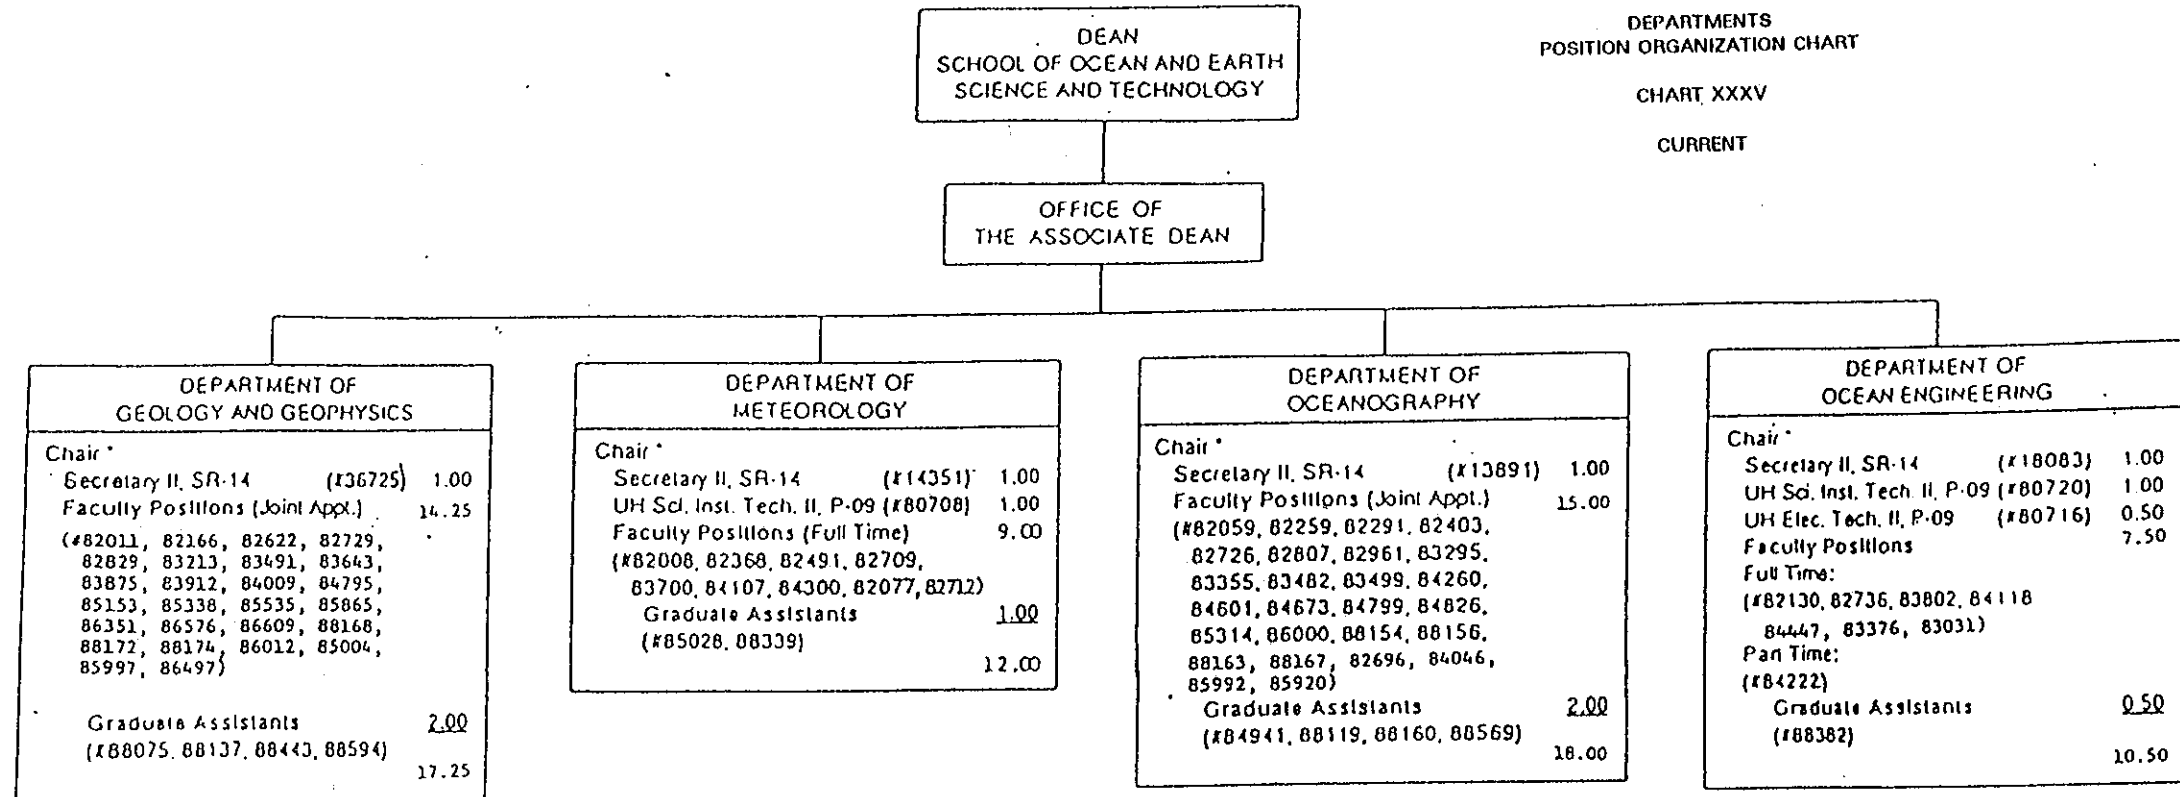 DEAN
SCHOOL OF OCEAN AND EARTH
SCIENCE AND TECHNOLOGY
DEPARTMENTS
POSITION ORGANIZATION CHART
CHART XXXV
CURRENT
OFFICE OF
THE ASSOCIATE DEAN
DEPARTMENT OF
GEOLOGY AND GEOPHYSICS
Chair *
Secretary II, SR-14 (#36725) 1.00
Faculty Positions (Joint Appt.) 14.25
(#82011, 82166, 82622, 82729,
82829, 83213, 83491, 83643,
83875, 83912, 84009, 84795,
85153, 85338, 85535, 85865,
86351, 86576, 86609, 88168,
88172, 88174, 86012, 85004,
85997, 86497)
Graduate Assistants 2.00
(#88075, 88137, 88443, 88594)
17.25
DEPARTMENT OF
METEOROLOGY
Chair *
Secretary II, SR-14 (#14351) 1.00
UH Sci. Inst. Tech. II, P-09 (#80708) 1.00
Faculty Positions (Full Time) 9.00
(#82008, 82368, 82491, 82709,
83700, 84107, 84300, 82077, 82712)
Graduate Assistants 1.00
(#85028, 88339)
12.00
DEPARTMENT OF
OCEANOGRAPHY
Chair *
Secretary II, SR-14 (#13891) 1.00
Faculty Positions (Joint Appt.) 15.00
(#82059, 82259, 82291, 82403,
82726, 82807, 82961, 83295,
83355, 83482, 83499, 84260,
84601, 84673, 84799, 84826,
85314, 86000, 88154, 88156,
88163, 88167, 82696, 84046,
85992, 85920)
Graduate Assistants 2.00
(#84941, 88119, 88160, 88569)
18.00
DEPARTMENT OF
OCEAN ENGINEERING
Chair *
Secretary II, SR-14 (#18083) 1.00
UH Sci. Inst. Tech. II, P-09 (#80720) 1.00
UH Elec. Tech. II, P-09 (#80716) 0.50
Faculty Positions 7.50
Full Time:
(#82130, 82736, 83802, 84118
84447, 83376, 83031)
Part Time:
(#84222)
Graduate Assistants 0.50
(#88382)
10.50